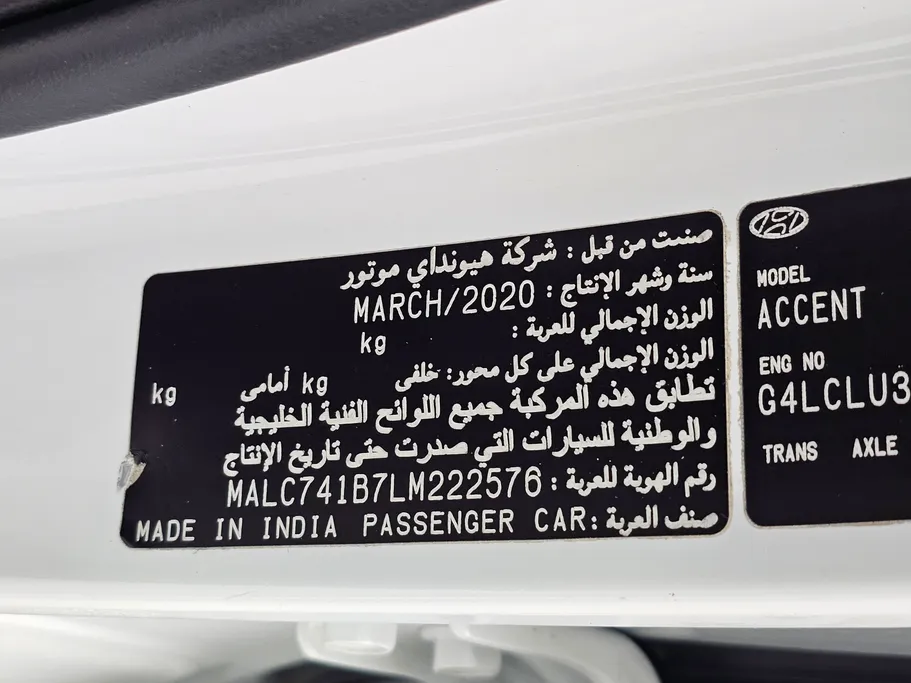 صنعت من قبل : شركة هيونداي موتور
سنة وشهر الإنتاج : MARCH/2020
الوزن الإجمالي للعربة :
kg
الوزن الإجمالي على كل محور: خلفى kg أمامى kg
تطابق هذه المركبة جميع اللوائح الفنية الخليجية
والوطنية للسيارات التي صدرت حتى تاريخ الإنتاج
رقم الهوية للعربة : MALC741B7LM222576
صنف العربة: PASSENGER CAR MADE IN INDIA
MODEL
ACCENT
ENG NO
G4LCLU3
TRANS AXLE